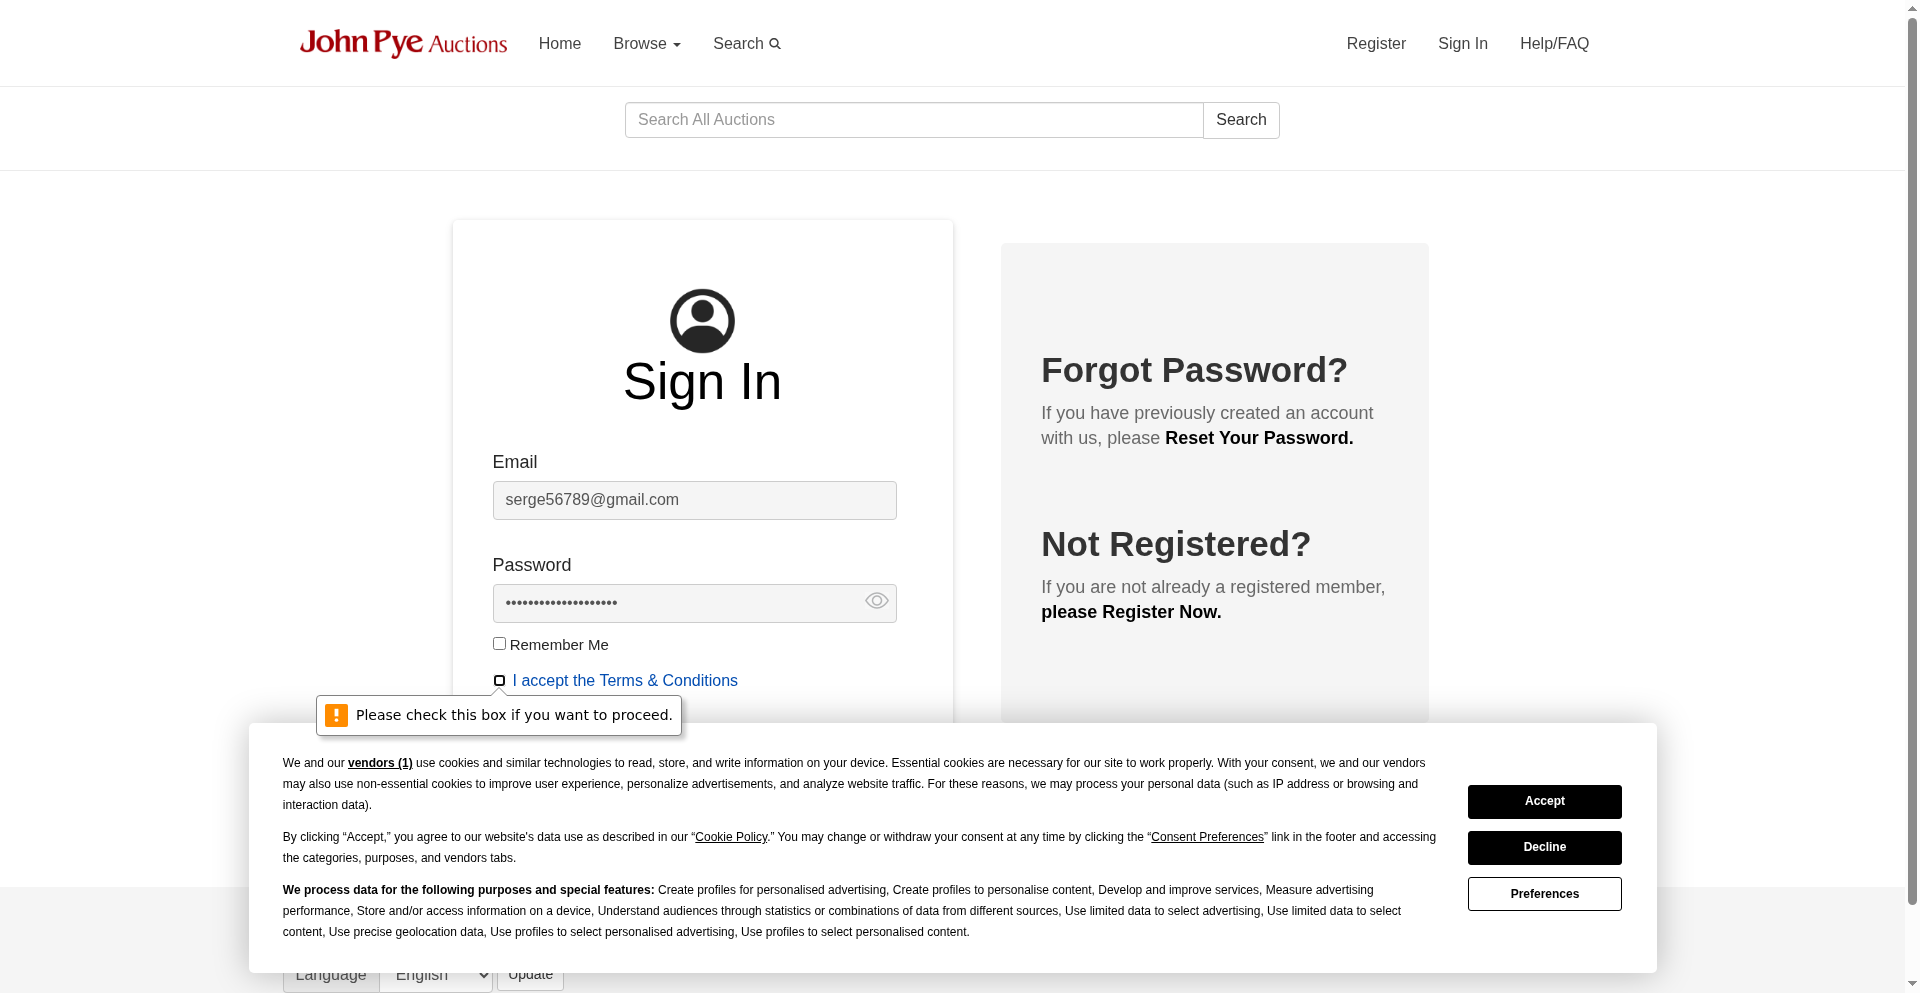 John Pye Auctions
Home
Browse
Search
Register
Sign In
Help/FAQ
Search All Auctions
Search
Sign In
Email
serge56789@gmail.com
Password
••••••••••••••••••••
Remember Me
I accept the Terms & Conditions
Please check this box if you want to proceed.
Forgot Password?
If you have previously created an account
with us, please Reset Your Password.
Not Registered?
If you are not already a registered member,
please Register Now.
We and our vendors (1) use cookies and similar technologies to read, store, and write information on your device. Essential cookies are necessary for our site to work properly. With your consent, we and our vendors
may also use non-essential cookies to improve user experience, personalize advertisements, and analyze website traffic. For these reasons, we may process your personal data (such as IP address or browsing and
interaction data).
By clicking “Accept,” you agree to our website's data use as described in our “Cookie Policy.” You may change or withdraw your consent at any time by clicking the “Consent Preferences” link in the footer and accessing
the categories, purposes, and vendors tabs.
We process data for the following purposes and special features: Create profiles for personalised advertising, Create profiles to personalise content, Develop and improve services, Measure advertising
performance, Store and/or access information on a device, Understand audiences through statistics or combinations of data from different sources, Use limited data to select advertising, Use limited data to select
content, Use precise geolocation data, Use profiles to select personalised advertising, Use profiles to select personalised content.
Accept
Decline
Preferences
Language
English
Update